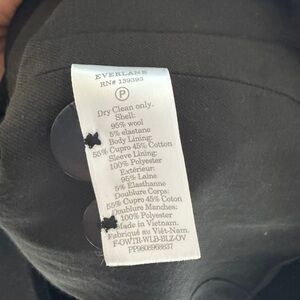 EVERLANE
RN# 139393
P
Dry Clean only.
Shell:
95% wool
5% elastane
Body Lining:
55% Cupro 45% Cotton
Sleeve Lining:
100% Polyester
Extérieur:
95% Laine
5% Elasthanne
Doublure Corps:
55% Cupro 45% Coton
Doublure Manches:
100% Polyester
Made in Vietnam.
Fabriqué au Viêt-Nam.
F-OWTR-WLB-BLZ-OV
PP9808968837